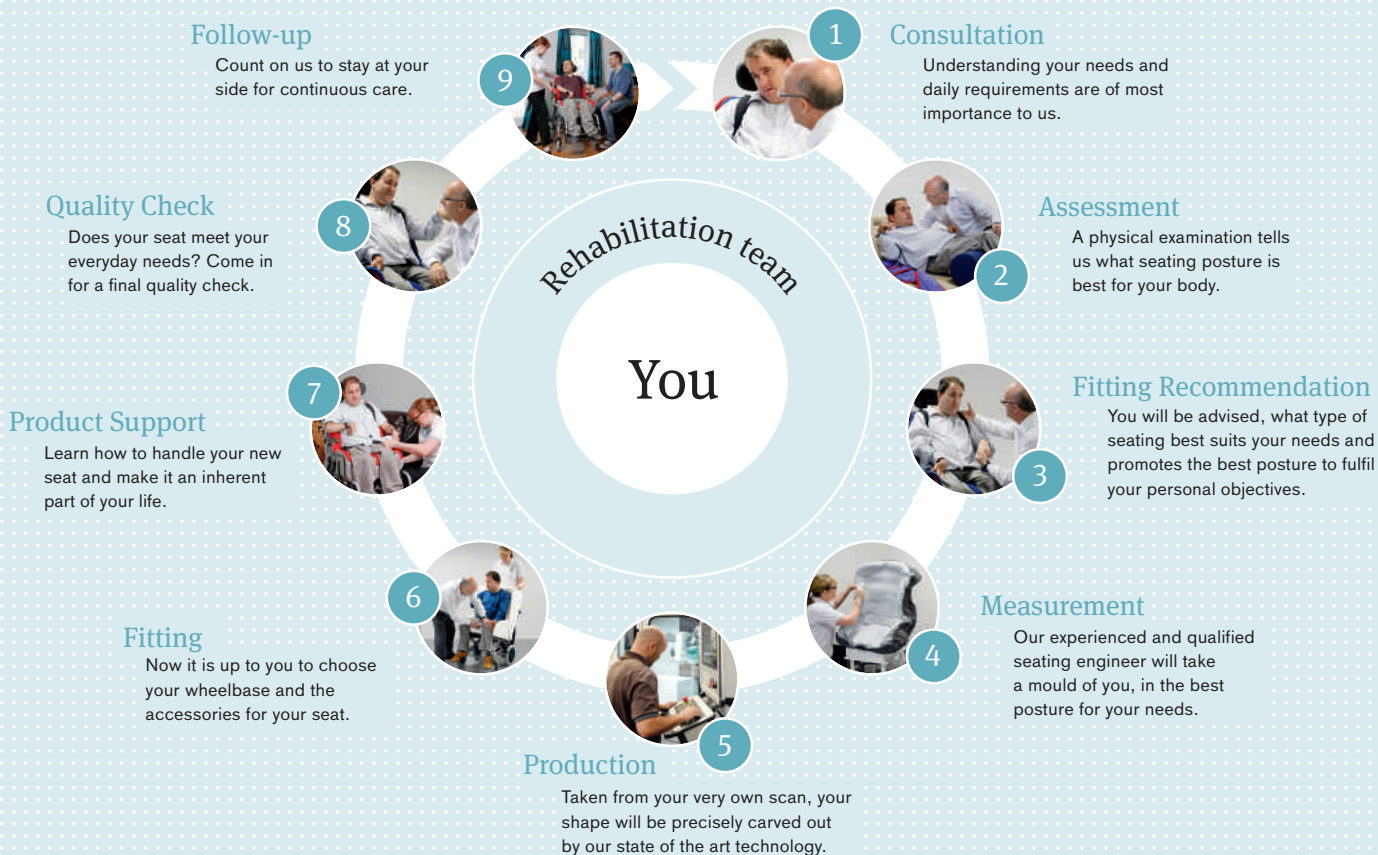 1
Consultation
Understanding your needs and
daily requirements are of most
importance to us.
2
Assessment
A physical examination tells
us what seating posture is
best for your body.
3
Fitting Recommendation
You will be advised, what type of
seating best suits your needs and
promotes the best posture to fulfil
your personal objectives.
4
Measurement
Our experienced and qualified
seating engineer will take
a mould of you, in the best
posture for your needs.
5
Production
Taken from your very own scan, your
shape will be precisely carved out
by our state of the art technology.
6
Fitting
Now it is up to you to choose
your wheelbase and the
accessories for your seat.
7
Product Support
Learn how to handle your new
seat and make it an inherent
part of your life.
8
Quality Check
Does your seat meet your
everyday needs? Come in
for a final quality check.
9
Follow-up
Count on us to stay at your
side for continuous care.
Rehabilitation team
You